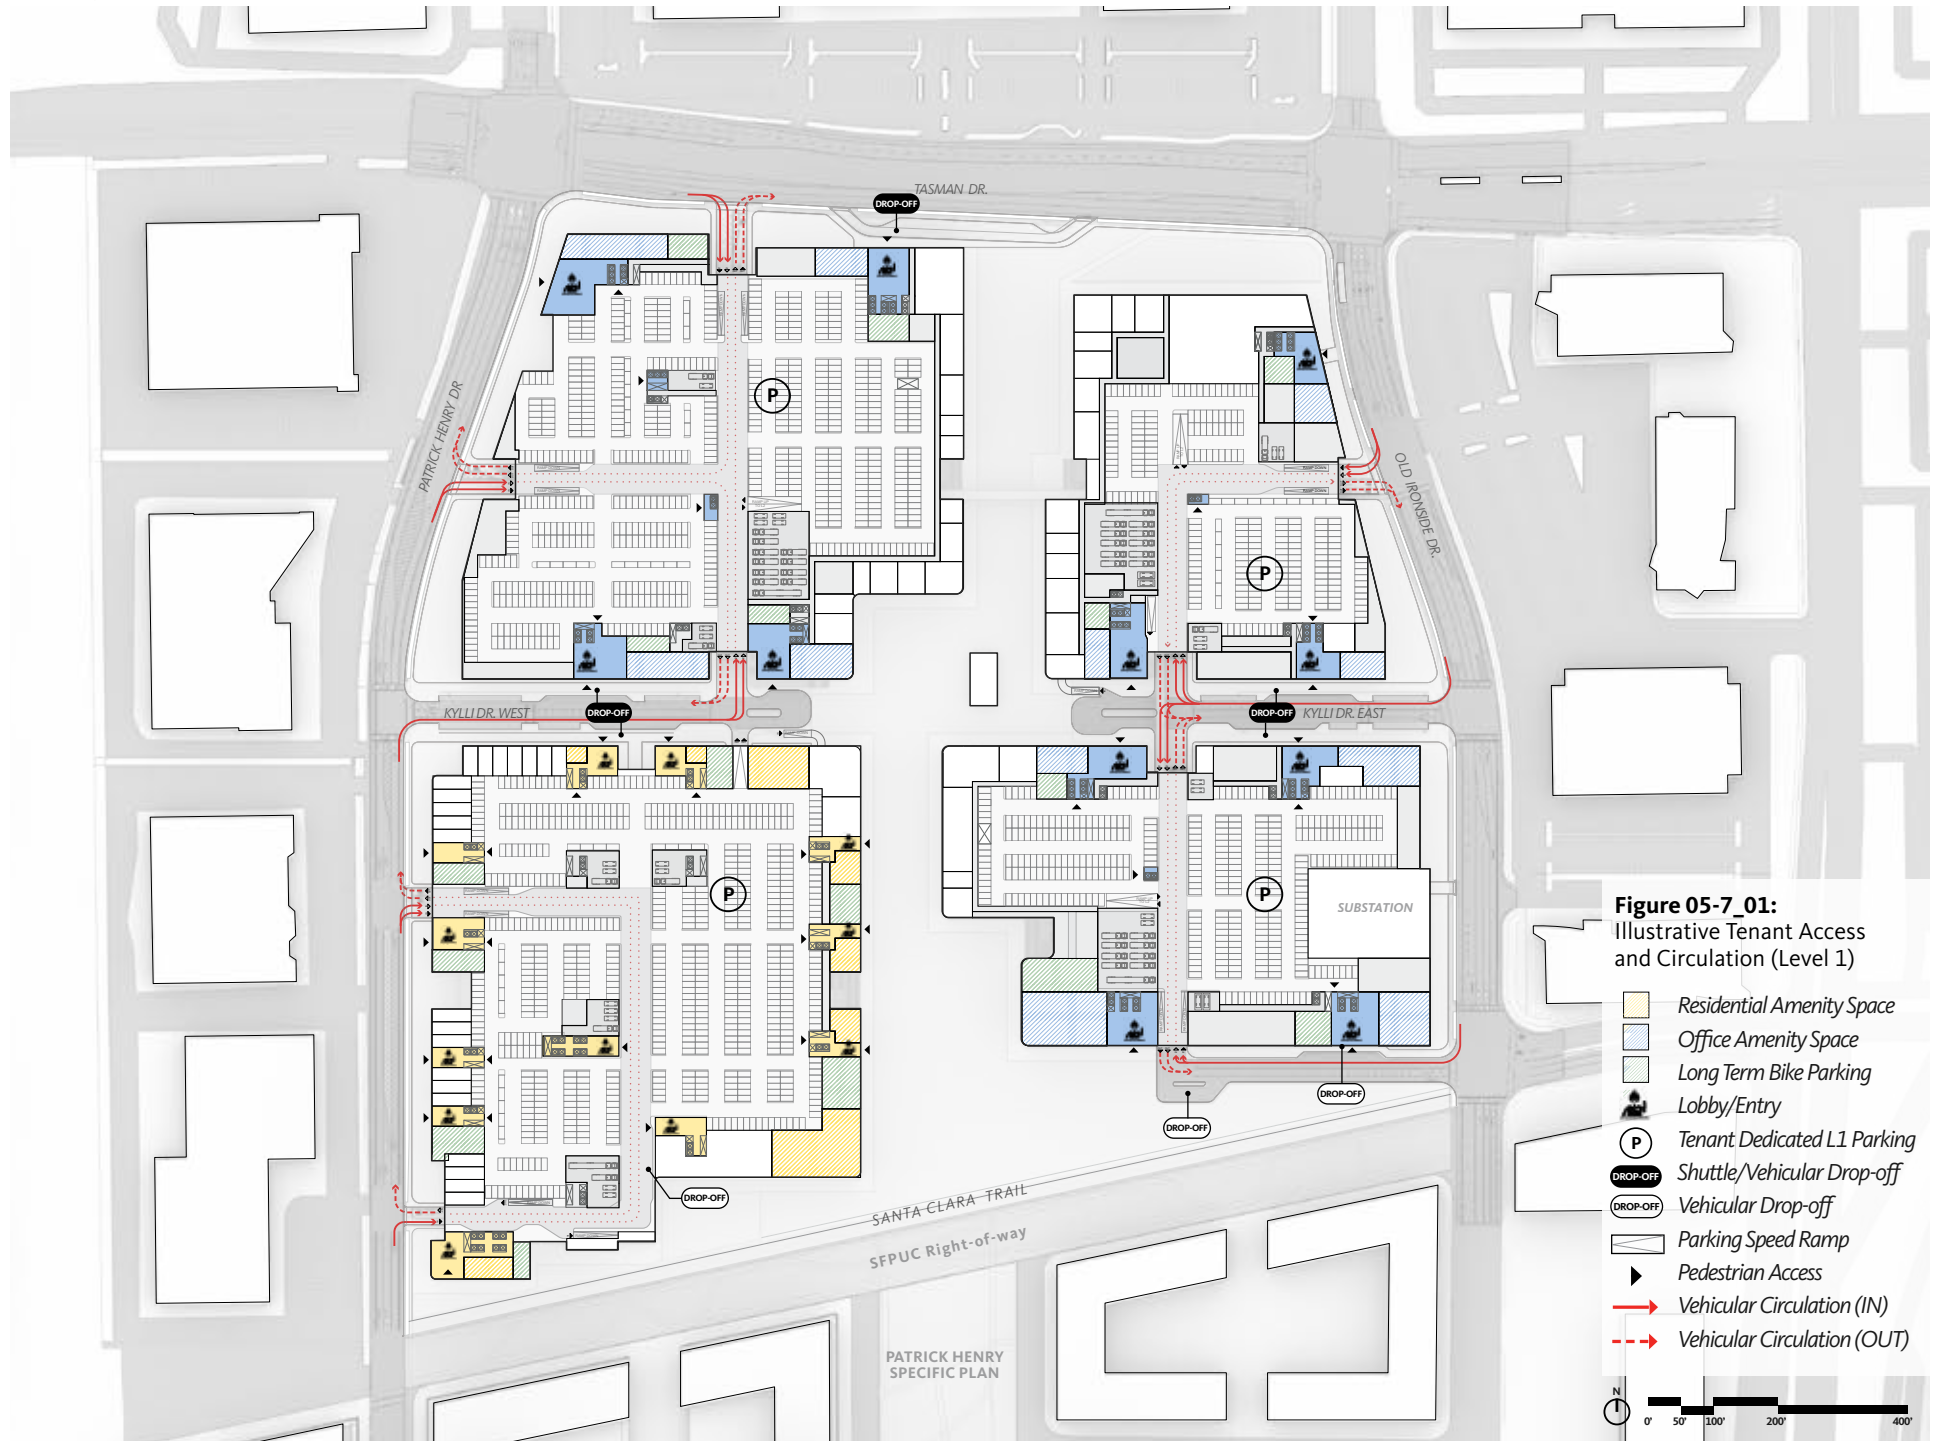 TASMAN DR.
DROP-OFF
P
PATRICK HENRY DR
OLD IRONSIDE DR.
P
KYLLI DR. WEST
DROP-OFF
DROP-OFF
KYLLI DR. EAST
P
P
SUBSTATION
DROP-OFF
DROP-OFF
DROP-OFF
SANTA CLARA TRAIL
SFPUC Right-of-way
PATRICK HENRY
SPECIFIC PLAN
Figure 05-7_01:
Illustrative Tenant Access
and Circulation (Level 1)
Residential Amenity Space
Office Amenity Space
Long Term Bike Parking
Lobby/Entry
P Tenant Dedicated L1 Parking
DROP-OFF Shuttle/Vehicular Drop-off
DROP-OFF Vehicular Drop-off
Parking Speed Ramp
Pedestrian Access
Vehicular Circulation (IN)
Vehicular Circulation (OUT)
N
0' 50' 100' 200' 400'